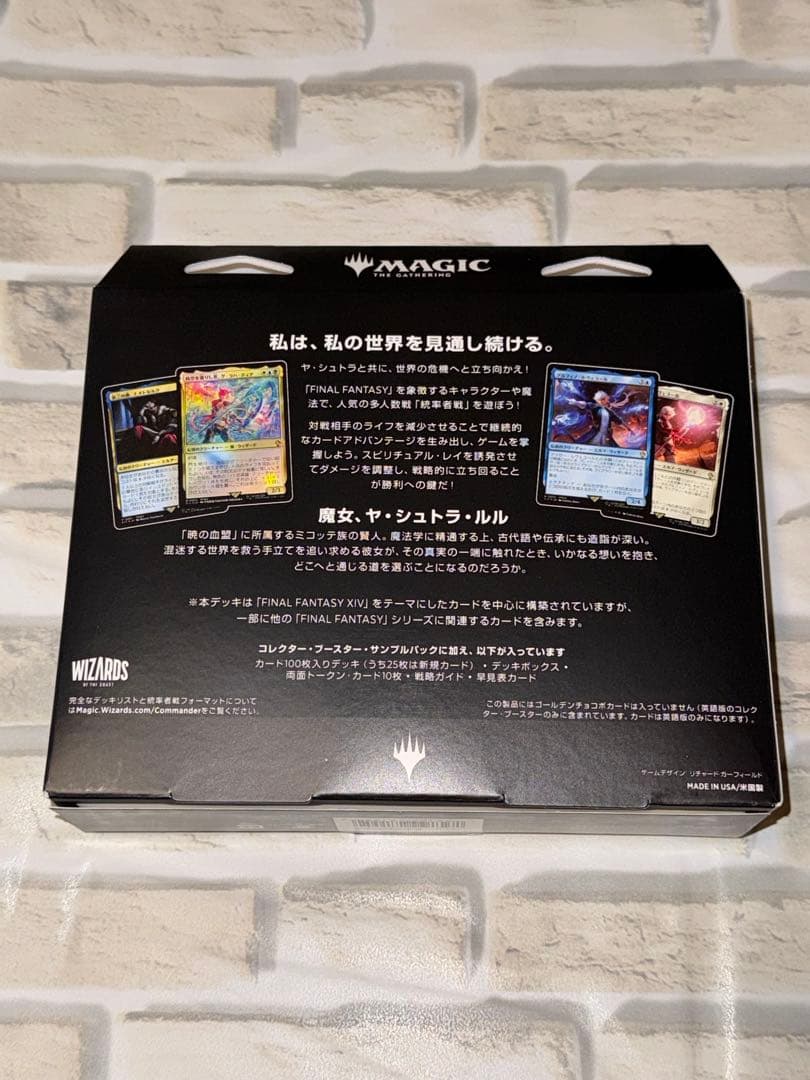 MAGIC
THE GATHERING
私は、私の世界を見通し続ける。
ヤ・シュトラと共に、世界の危機へと立ち向かえ!
「FINAL FANTASY」を象徴するキャラクターや魔
法で、人気の多人数戦「統率者戦」を遊ぼう!
対戦相手のライフを減少させることで継続的
なカードアドバンテージを生み出し、ゲームを掌
握しよう。スピリチュアル・レイを誘発させ
てダメージを調整し、戦略的に立ち回ること
が勝利への鍵だ!
魔女、ヤ・シュトラ・ルル
「暁の血盟」に所属するミコッテ族の賢人。魔法学に精通する上、古代語や伝承にも造詣が深い。
混迷する世界を救う手立てを追い求める彼女が、その真実の一端に触れたとき、いかなる想いを抱き、
どこへと通じる道を選ぶことになるのだろうか。
※本デッキは「FINAL FANTASY XIV」をテーマにしたカードを中心に構築されていますが、
一部に他の「FINAL FANTASY」シリーズに関連するカードを含みます。
コレクター・ブースター・サンプルパックに加え、以下が入っています
カード100枚入りデッキ(うち25枚は新規カード)・デッキボックス・
両面トークン・カード10枚・戦略ガイド・早見表カード
WIZARDS
OF THE COAST
完全なデッキリストと統率者戦フォーマットについて
はMagic.Wizards.com/Commanderをご覧ください。
この製品にはゴールデンチョコボカードは入っていません(英語版のコレク
ター・ブースターのみに含まれています。カードは英語版のみになります)。
ゲームデザイン リチャード ガーフィールド
MADE IN USA/米国製